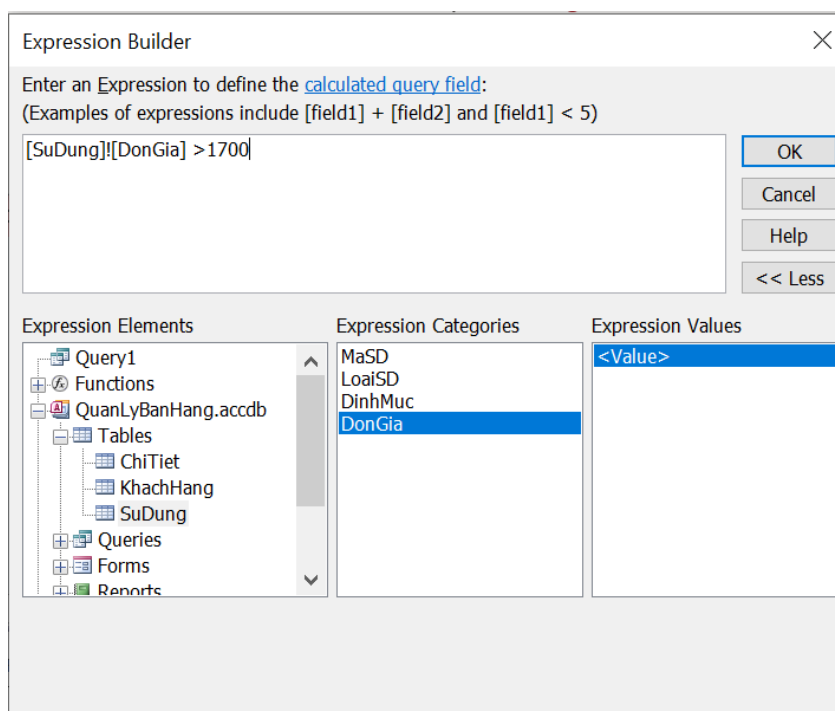 Expression Builder
Enter an Expression to define the calculated query field:
(Examples of expressions include [field1] + [field2] and [field1] < 5)
[SuDung]![DonGia] >1700
OK
Cancel
Help
<< Less
Expression Elements
Expression Categories
Expression Values
Query1
Functions
QuanLyBanHang.accdb
Tables
ChiTiet
KhachHang
SuDung
Queries
Forms
Reports
MaSD
LoaiSD
DinhMuc
DonGia
<Value>